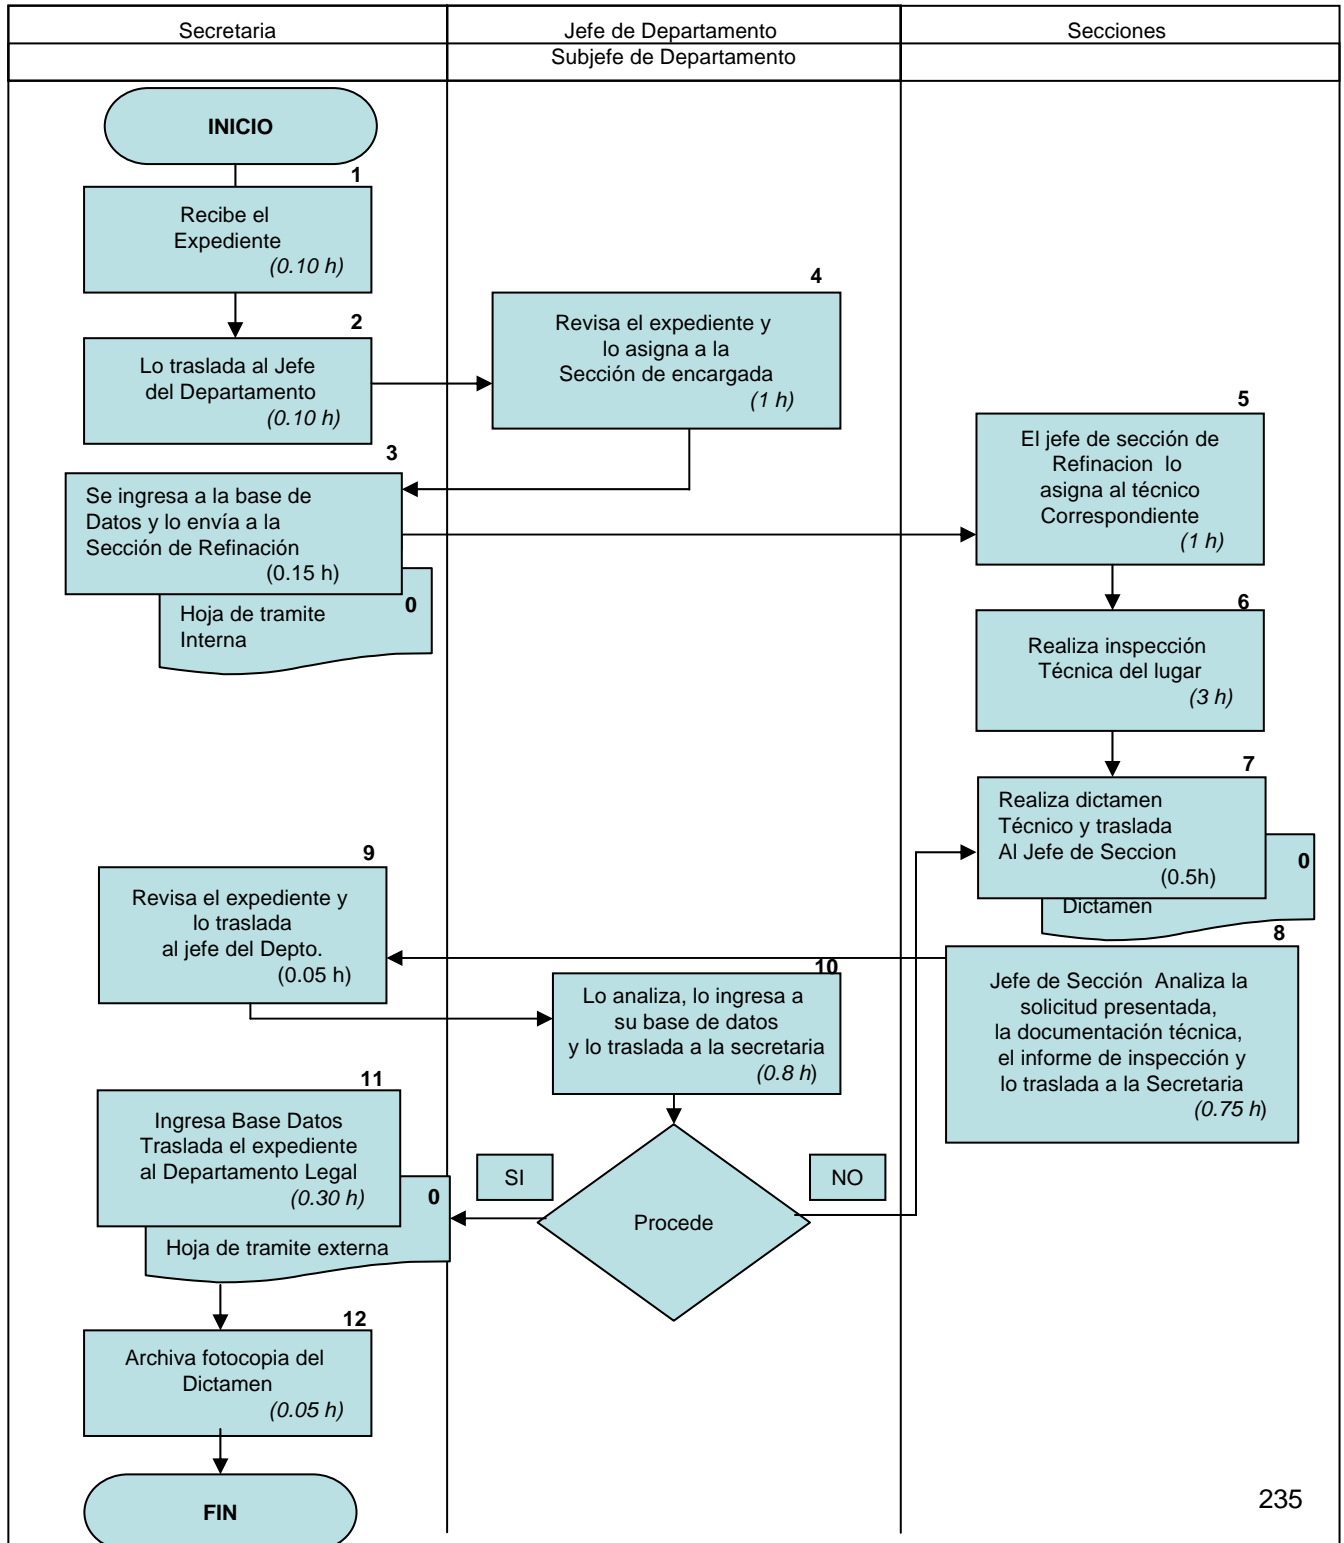 Secretaria
Jefe de Departamento
Subjefe de Departamento
Secciones
INICIO
1
Recibe el
Expediente
(0.10 h)
2
Lo traslada al Jefe
del Departamento
(0.10 h)
4
Revisa el expediente y
lo asigna a la
Sección de encargada
(1 h)
3
Se ingresa a la base de
Datos y lo envía a la
Sección de Refinación
(0.15 h)
0
Hoja de tramite
Interna
5
El jefe de sección de
Refinacion lo
asigna al técnico
Correspondiente
(1 h)
6
Realiza inspección
Técnica del lugar
(3 h)
7
Realiza dictamen
Técnico y traslada
Al Jefe de Seccion
(0.5h)
0
Dictamen
8
Jefe de Sección Analiza la
solicitud presentada,
la documentación técnica,
el informe de inspección y
lo traslada a la Secretaria
(0.75 h)
9
Revisa el expediente y
lo traslada
al jefe del Depto.
(0.05 h)
10
Lo analiza, lo ingresa a
su base de datos
y lo traslada a la secretaria
(0.8 h)
Procede
SI
NO
11
Ingresa Base Datos
Traslada el expediente
al Departamento Legal
(0.30 h)
0
Hoja de tramite externa
12
Archiva fotocopia del
Dictamen
(0.05 h)
FIN
235